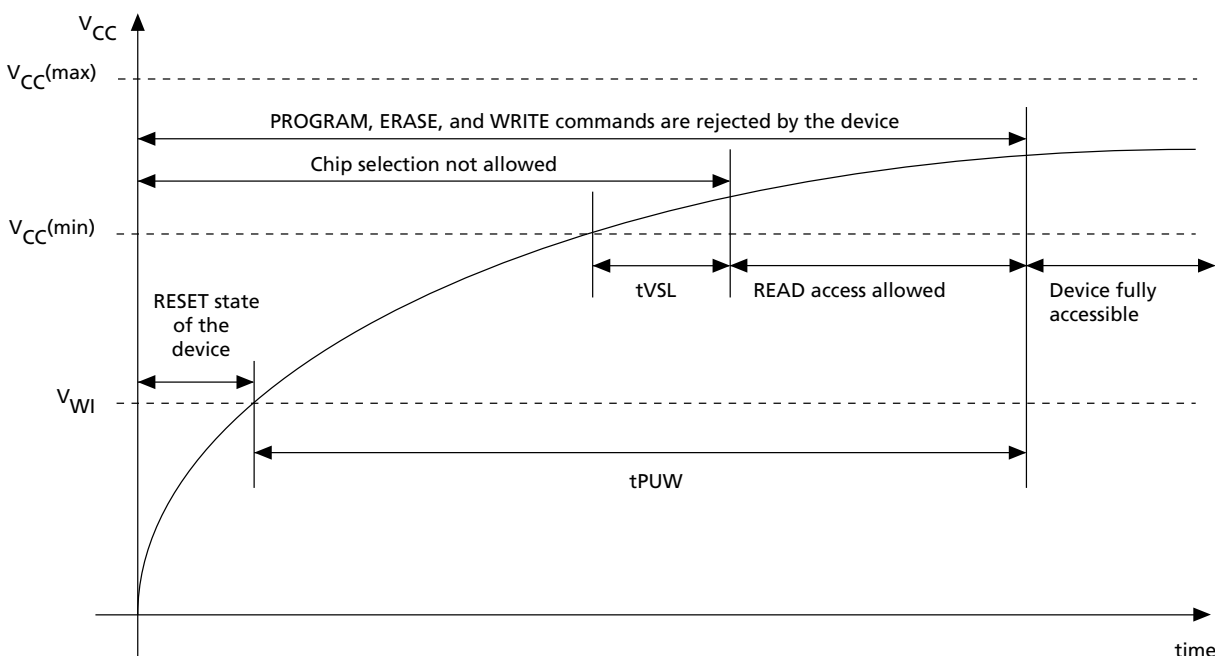 V_CC
V_CC(max)
PROGRAM, ERASE, and WRITE commands are rejected by the device
Chip selection not allowed
V_CC(min)
tVSL
READ access allowed
Device fully
accessible
RESET state
of the
device
V_WI
tPUW
time